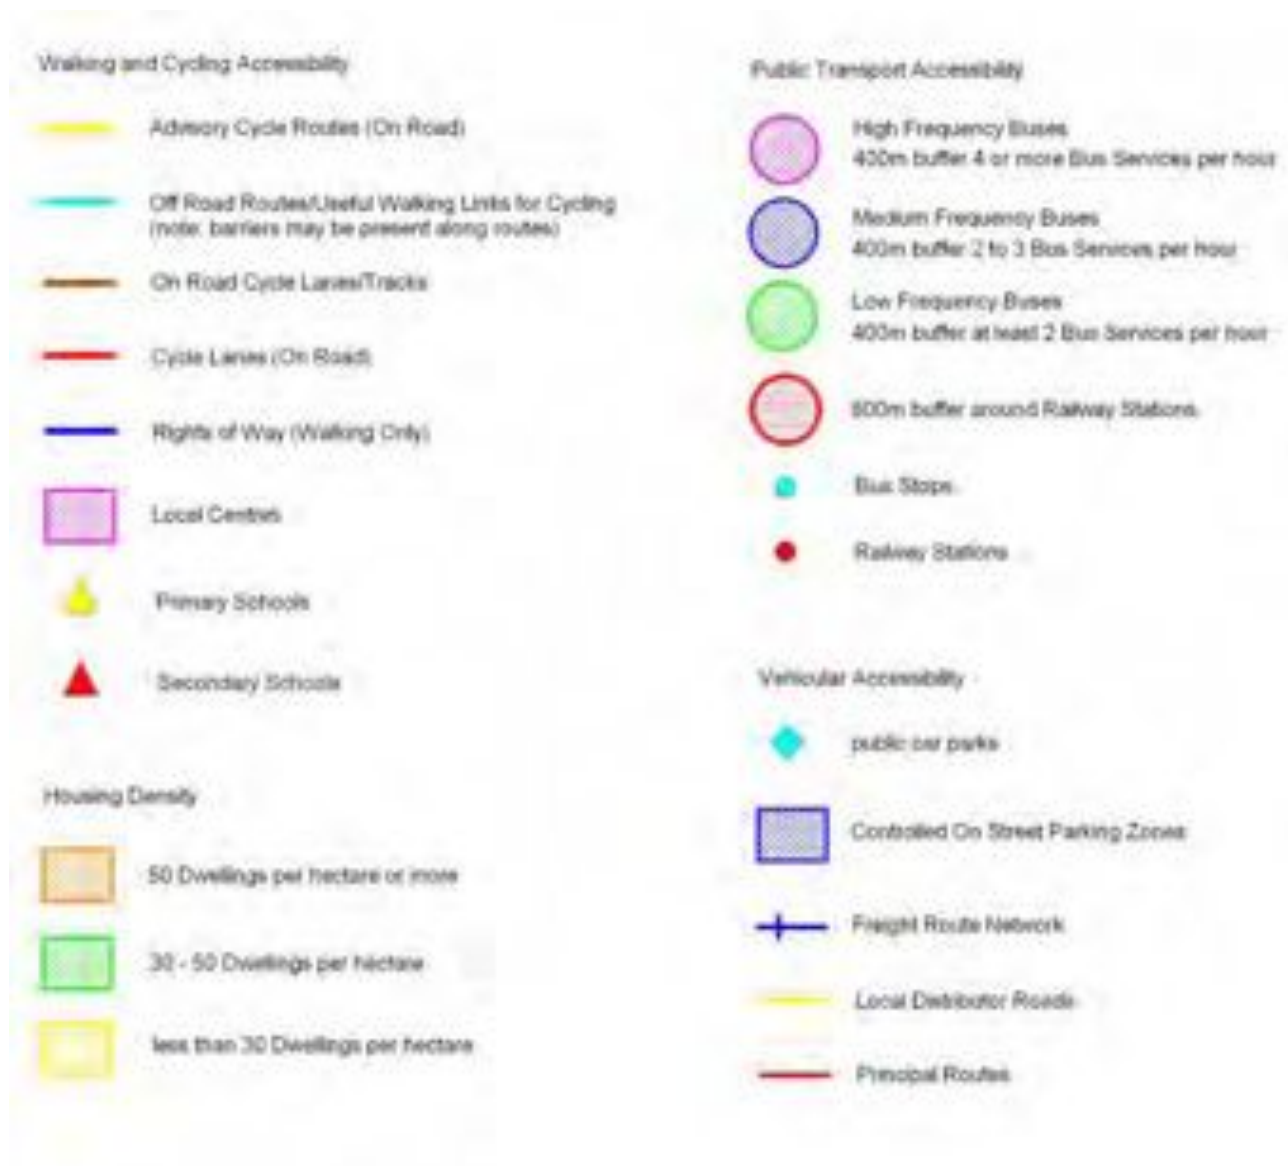 Walking and Cycling Accessibility
Advisory Cycle Routes (On Road)
Off Road Routes/Useful Walking Links for Cycling
(note: barriers may be present along routes)
On Road Cycle Lanes/Tracks
Cycle Lanes (On Road)
Rights of Way (Walking Only)
Local Centres
Primary Schools
Secondary Schools
Housing Density
50 Dwellings per hectare or more
30 - 50 Dwellings per hectare
less than 30 Dwellings per hectare
Public Transport Accessibility
High Frequency Buses
400m buffer 4 or more Bus Services per hour
Medium Frequency Buses
400m buffer 2 to 3 Bus Services per hour
Low Frequency Buses
400m buffer at least 2 Bus Services per hour
800m buffer around Railway Stations
Bus Stops
Railway Stations
Vehicular Accessibility
public car parks
Controlled On Street Parking Zones
Freight Route Network
Local Distributor Roads
Principal Routes